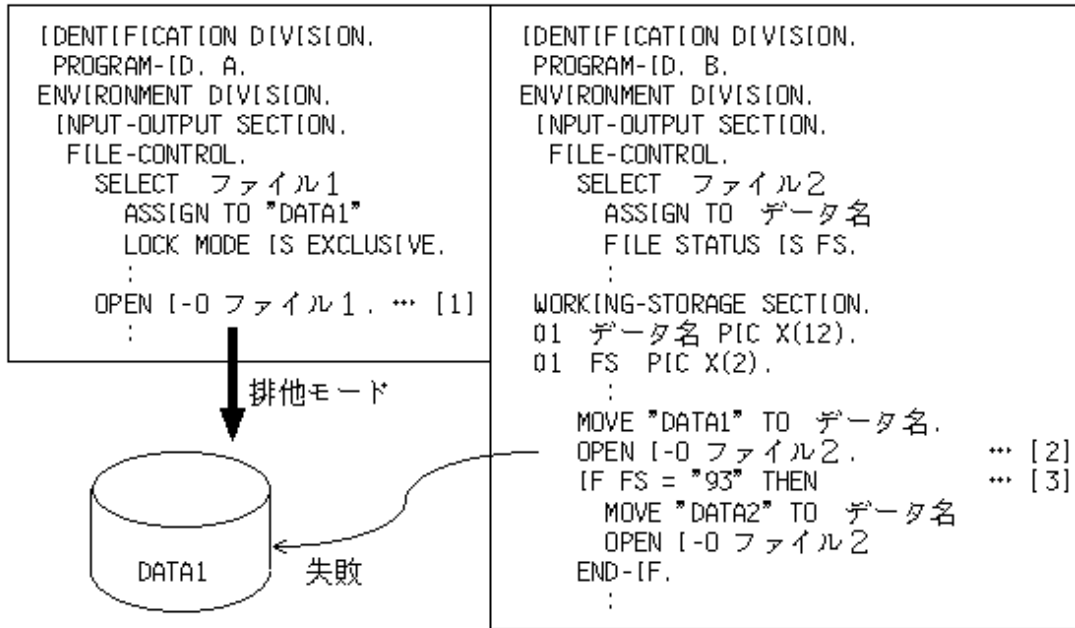 IDENTIFICATION DIVISION.
PROGRAM-ID. A.
ENVIRONMENT DIVISION.
INPUT-OUTPUT SECTION.
FILE-CONTROL.
SELECT ファイル1
ASSIGN TO "DATA1"
LOCK MODE IS EXCLUSIVE.
:
OPEN I-O ファイル1. … [1]
:
排他モード
DATA1
失敗
IDENTIFICATION DIVISION.
PROGRAM-ID. B.
ENVIRONMENT DIVISION.
INPUT-OUTPUT SECTION.
FILE-CONTROL.
SELECT ファイル2
ASSIGN TO データ名
FILE STATUS IS FS.
:
WORKING-STORAGE SECTION.
01 データ名 PIC X(12).
01 FS PIC X(2).
:
MOVE "DATA1" TO データ名.
OPEN I-O ファイル2. … [2]
IF FS = "93" THEN … [3]
MOVE "DATA2" TO データ名
OPEN I-O ファイル2
END-IF.
: